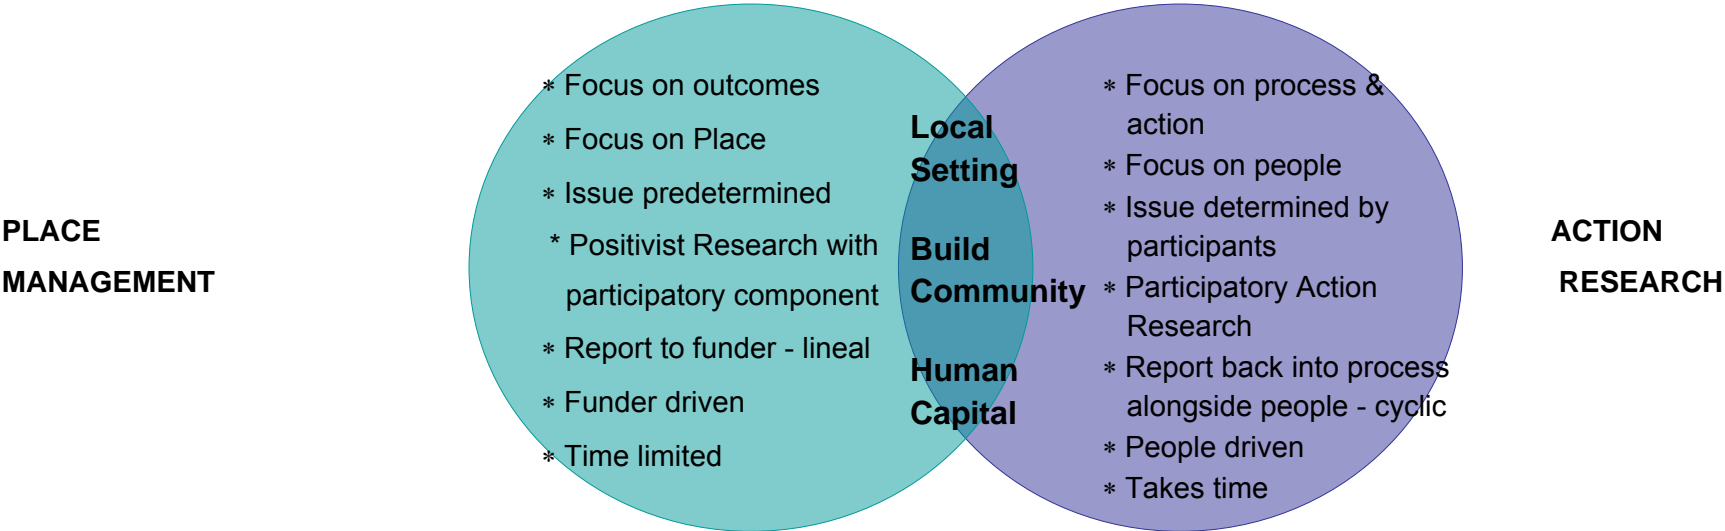 PLACE
MANAGEMENT
* Focus on outcomes
* Focus on Place
* Issue predetermined
* Positivist Research with
participatory component
* Report to funder - lineal
* Funder driven
* Time limited
Local
Setting
Build
Community
Human
Capital
* Focus on process &
action
* Focus on people
* Issue determined by
participants
* Participatory Action
Research
* Report back into process
alongside people - cyclic
* People driven
* Takes time
ACTION
RESEARCH